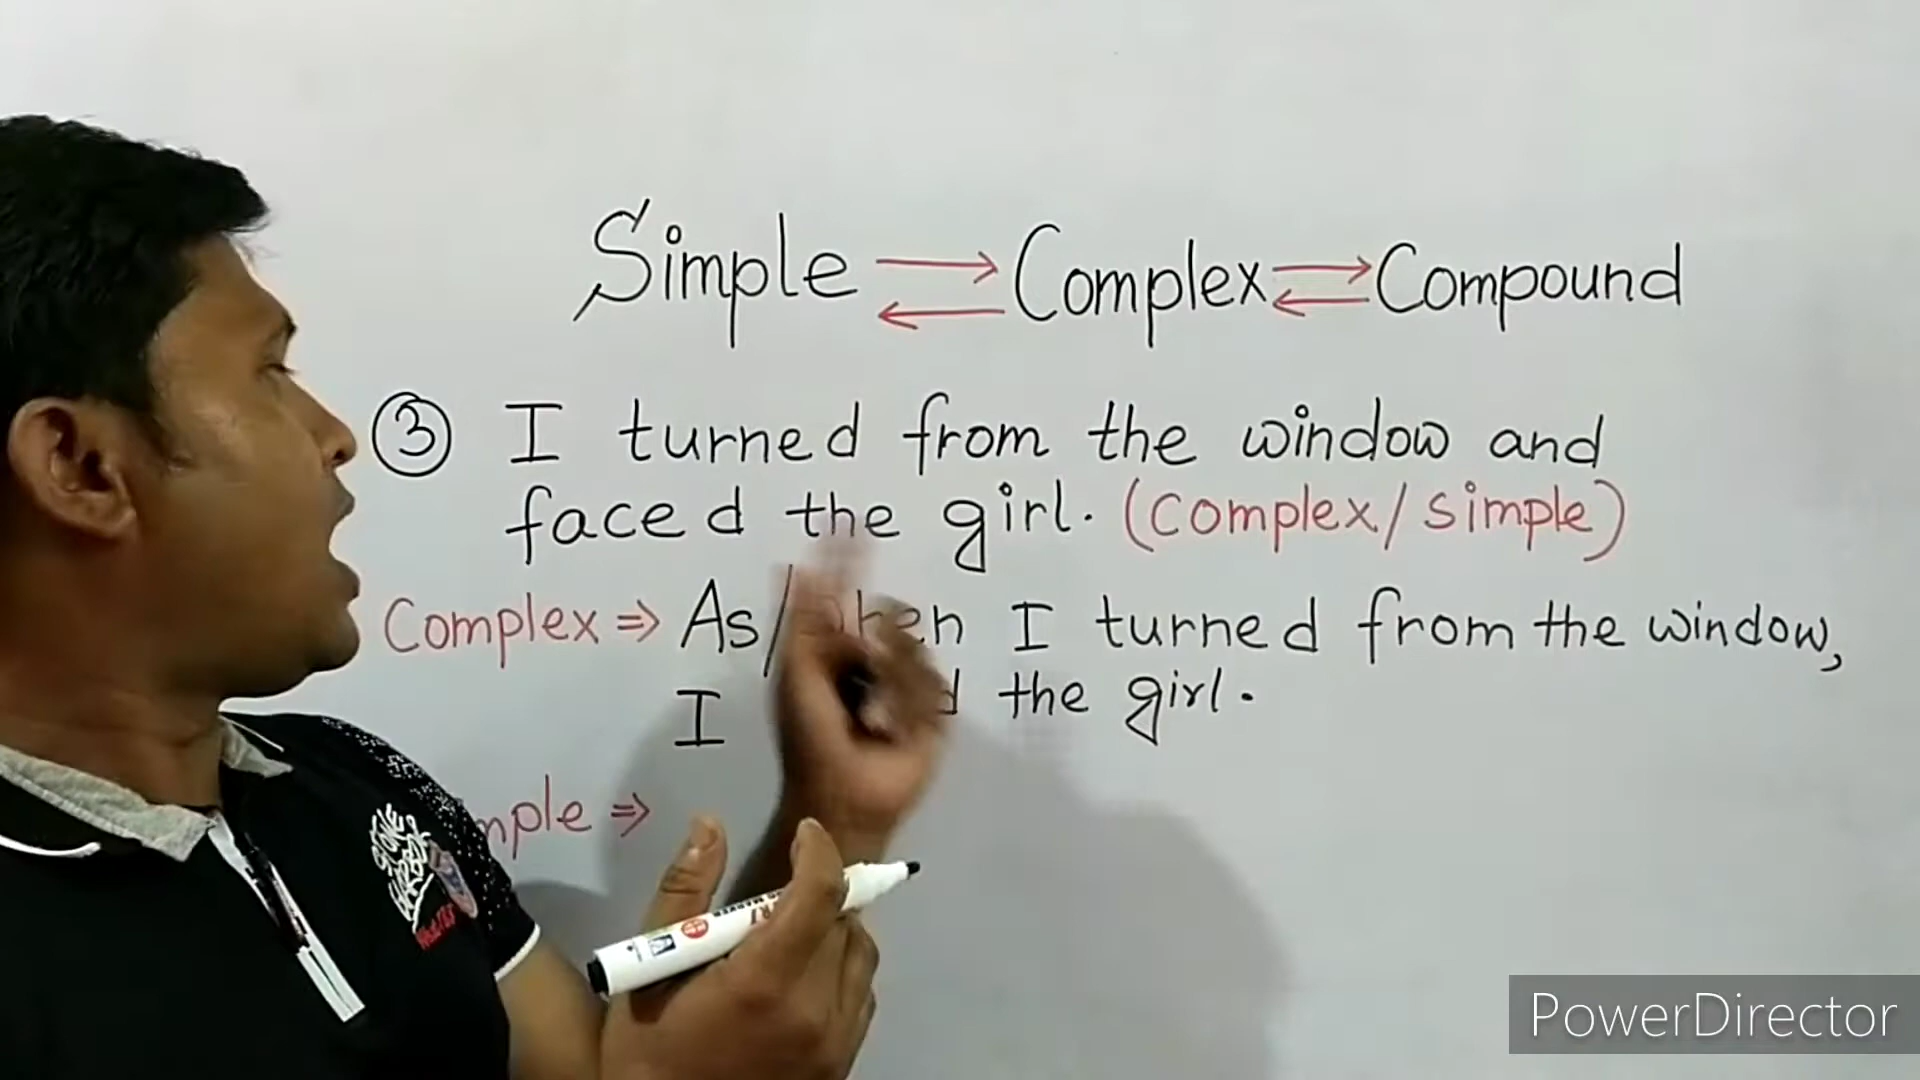 Simple ⇄ Complex ⇄ Compound
③ I turned from the window and
faced the girl. (Complex/Simple)
Complex ⇒ As/ I turned from the window,
I the girl.
⇒
PowerDirector